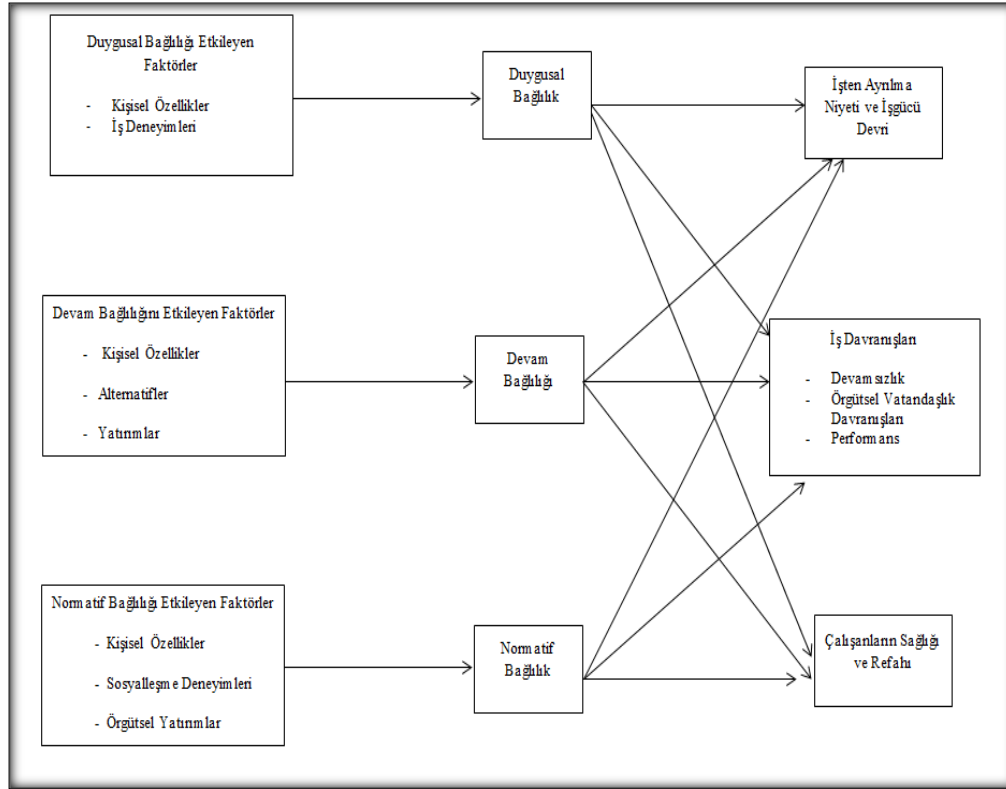 Duygusal Bağlılığı Etkileyen
Faktörler
- Kişisel Özellikler
- İş Deneyimleri
Duygusal
Bağlılık
İşten Ayrılma
Niyeti ve İşgücü
Devri
Devam Bağlılığını Etkileyen Faktörler
- Kişisel Özellikler
- Alternatifler
- Yatırımlar
Devam
Bağlılığı
İş Davranışları
- Devamsızlık
- Örgütsel Vatandaşlık
Davranışları
- Performans
Normatif Bağlılığı Etkileyen Faktörler
- Kişisel Özellikler
- Sosyalleşme Deneyimleri
- Örgütsel Yatırımlar
Normatif
Bağlılık
Çalışanların Sağlığı
ve Refahı